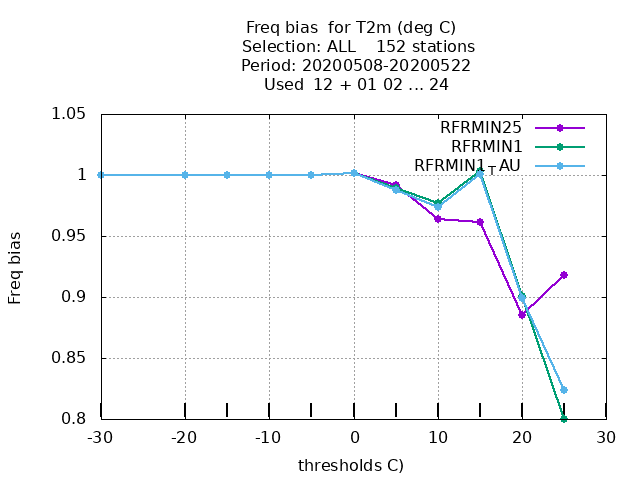 Freq bias  for T2m (deg C)
Selection: ALL    152 stations
Period: 20200508-20200522
Used  12 + 01 02 ... 24
1.05
1
0.95
0.9
0.85
0.8
Freq bias
RFRMIN25
RFRMIN1
RFRMIN1TAU
-30
-20
-10
0
10
20
30
thresholds C)